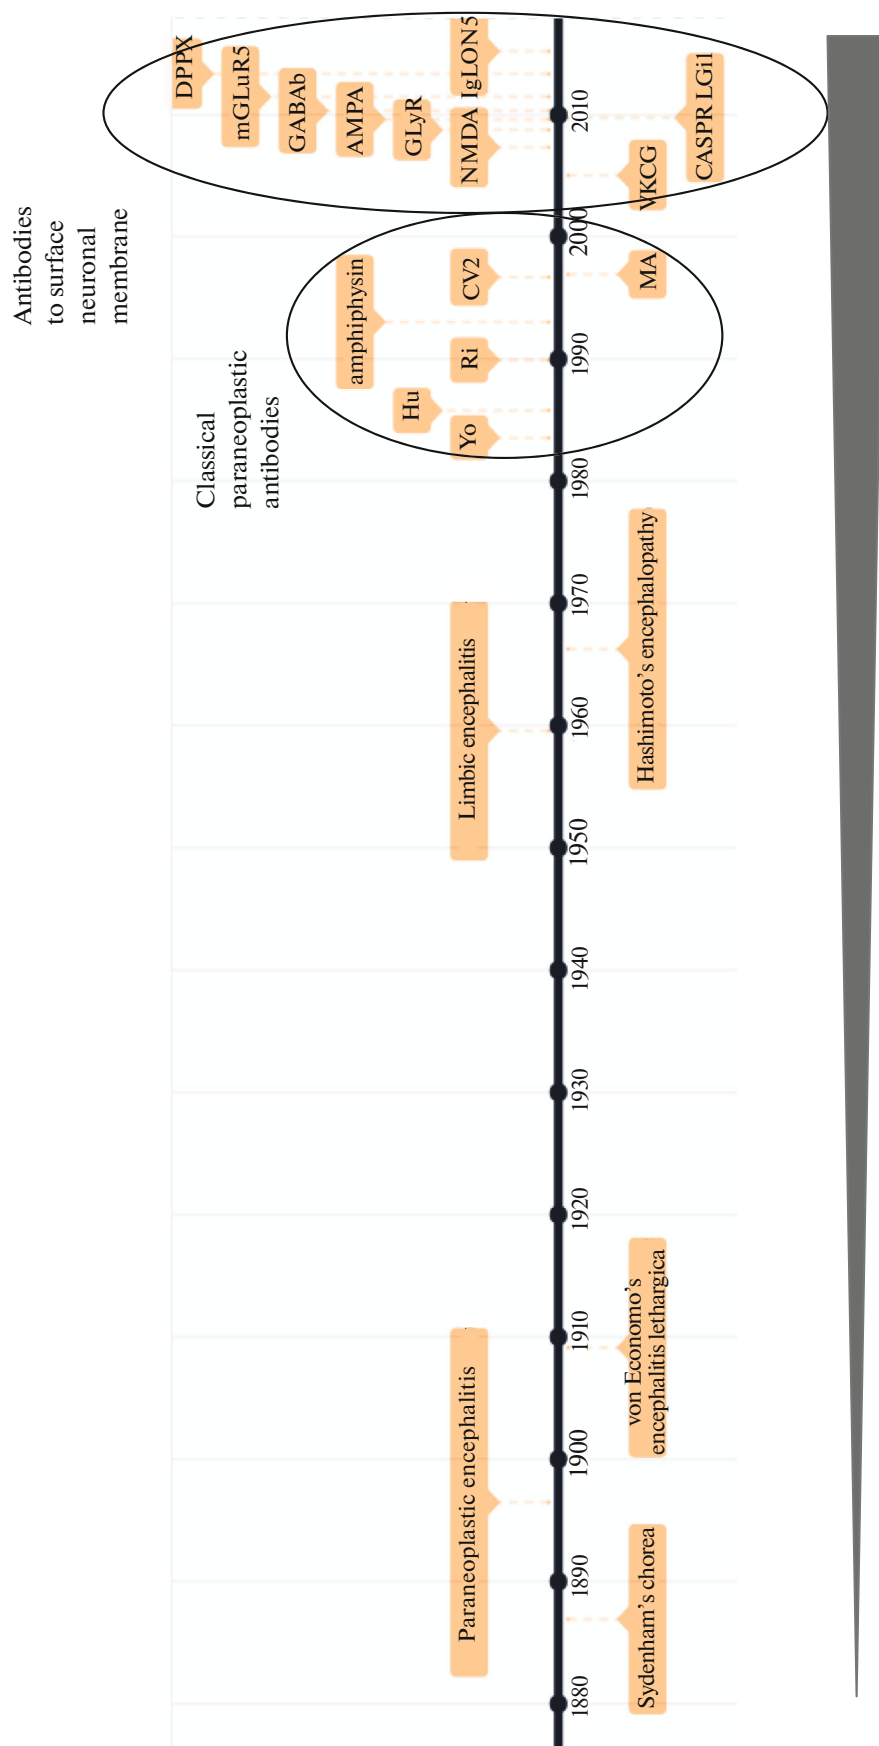 Antibodies
to surface
neuronal
membrane
Classical
paraneoplastic
antibodies
DPPX
mGLuR5
GABAb
AMPA
GLyR
NMDA
IgLON5
amphiphysin
Hu
Yo
Ri
CV2
Limbic encephalitis
Paraneoplastic encephalitis
1880
1890
1900
1910
1920
1930
1940
1950
1960
1970
1980
1990
2000
2010
Sydenham's chorea
von Economo's
encephalitis lethargica
Hashimoto's encephalopathy
MA
VKCG
CASPR LGi1